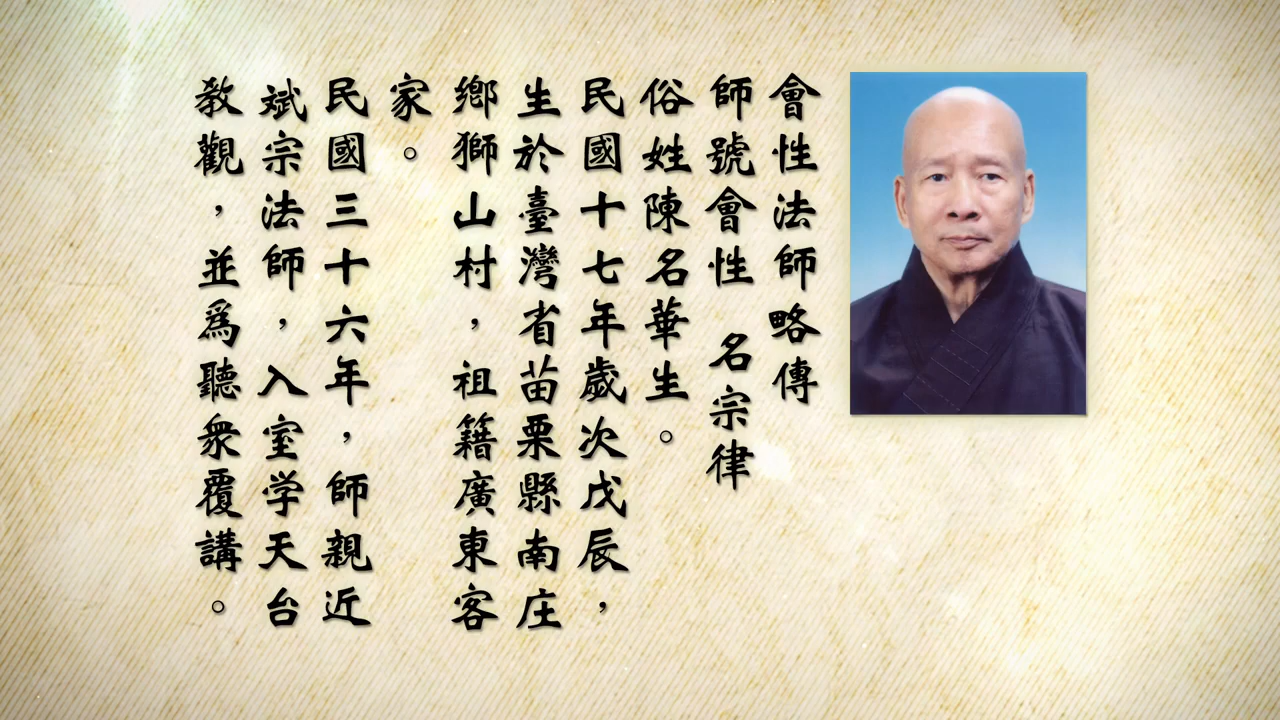 會性法師略傳
師號會性 名宗律
俗姓陳名華生。
民國十七年歲次戊辰，
生於臺灣省苗栗縣南庄
鄉獅山村，祖籍廣東客
家。
民國三十六年，師親近
斌宗法師，入室学天台
教觀，並爲聽衆覆講。